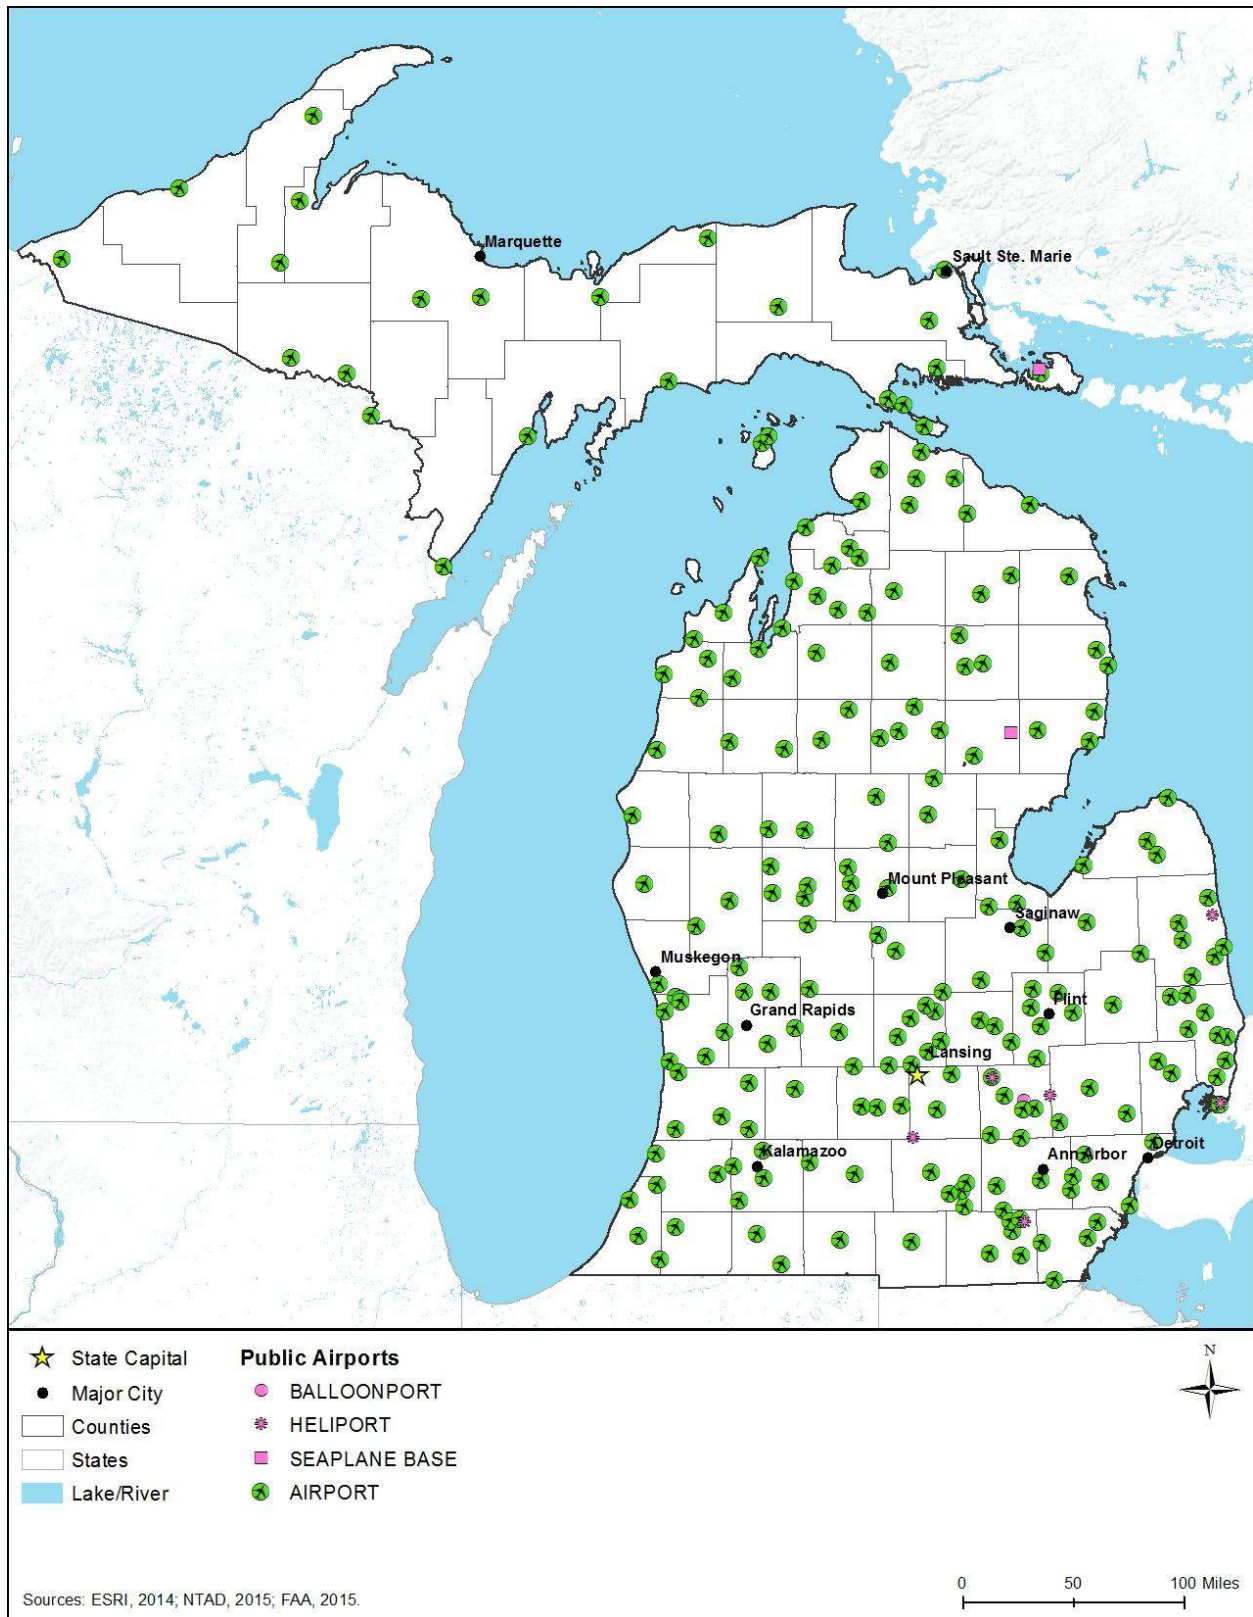 Marquette
Sault Ste. Marie
Mount Pleasant
Saginaw
Muskegon
Flint
Grand Rapids
Lansing
Kalamazoo
Ann Arbor
Detroit
State Capital
Major City
Counties
States
Lake/River
Public Airports
BALLOONPORT
HELIPORT
SEAPLANE BASE
AIRPORT
N
0 50 100 Miles
Sources: ESRI, 2014; NTAD, 2015; FAA, 2015.